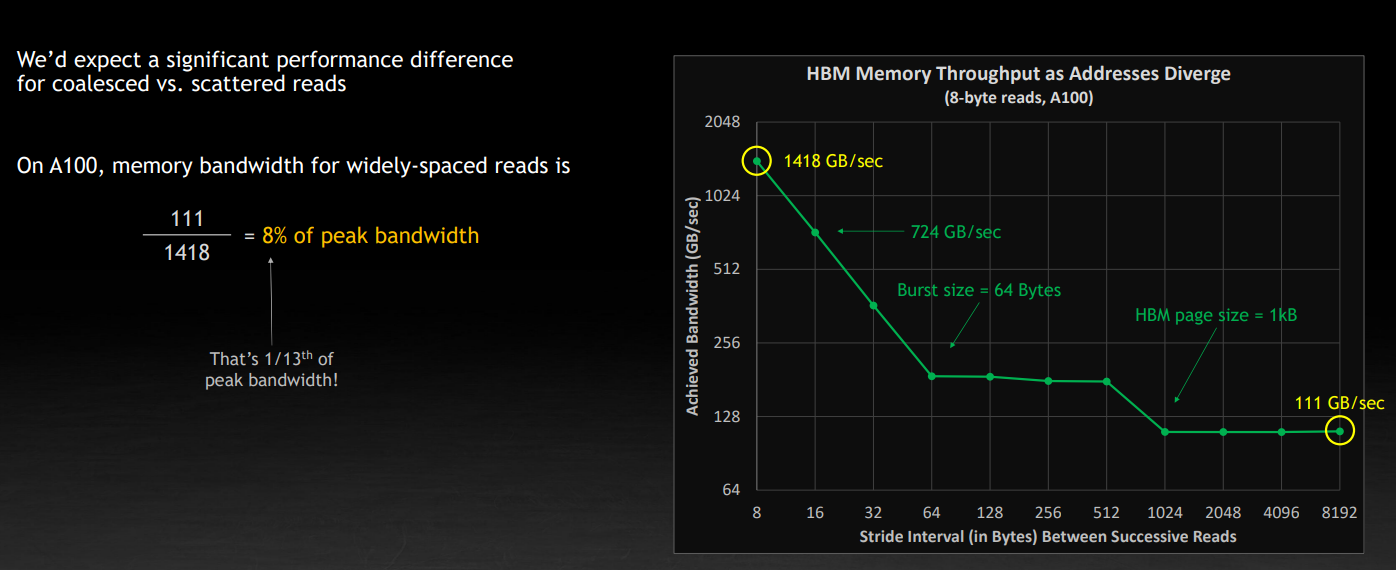 We'd expect a significant performance difference
for coalesced vs. scattered reads
On A100, memory bandwidth for widely-spaced reads is
111
1418
= 8% of peak bandwidth
That's 1/13th of
peak bandwidth!
HBM Memory Throughput as Addresses Diverge
(8-byte reads, A100)
Achieved Bandwidth (GB/sec)
2048
1024
512
256
128
64
1418 GB/sec
724 GB/sec
Burst size = 64 Bytes
HBM page size = 1kB
111 GB/sec
8 16 32 64 128 256 512 1024 2048 4096 8192
Stride Interval (in Bytes) Between Successive Reads